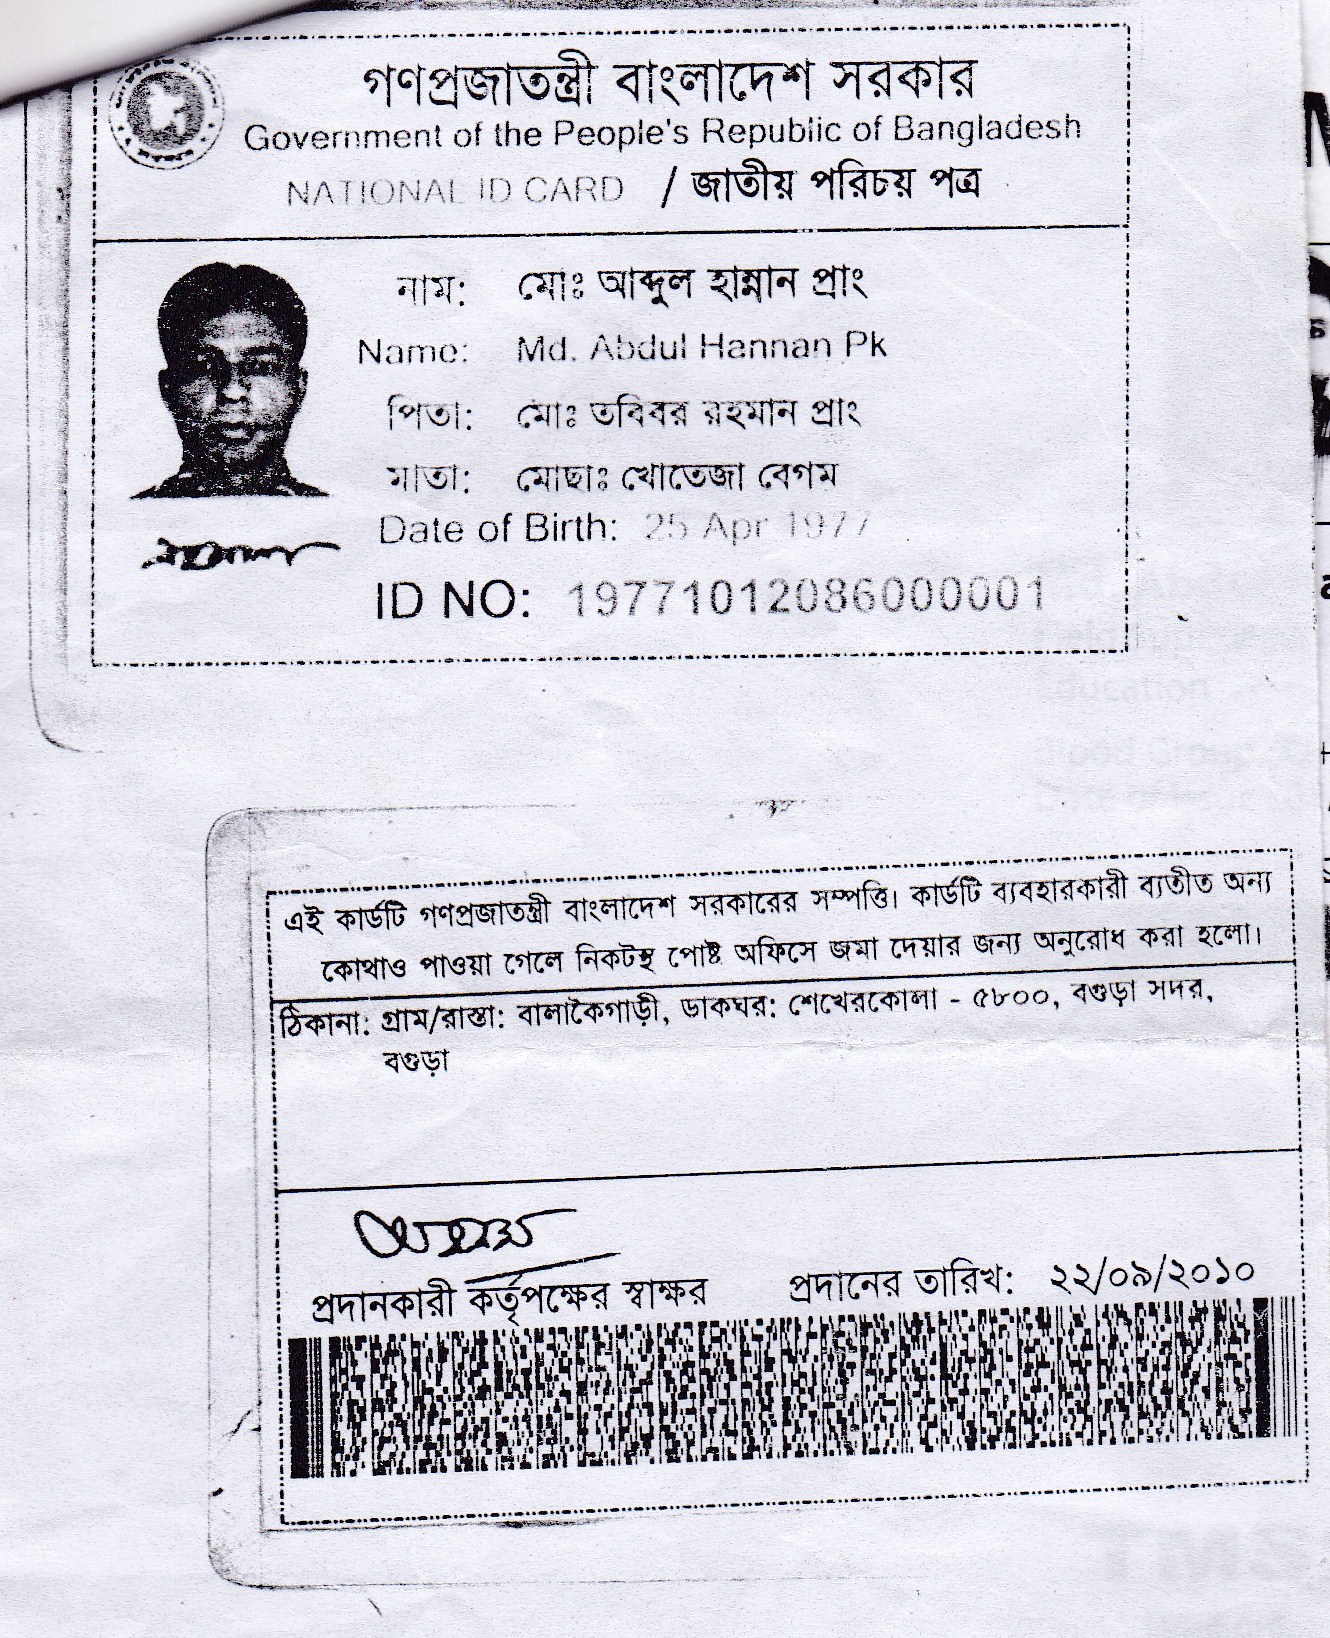 গণপ্রজাতন্ত্রী বাংলাদেশ সরকার
Government of the People's Republic of Bangladesh
NATIONAL ID CARD / জাতীয় পরিচয় পত্র
নাম: মোঃ আব্দুল হান্নান প্রাং
Name: Md. Abdul Hannan Pk
পিতা: মোঃ তবিবর রহমান প্রাং
মাতা: মোছাঃ খোতেজা বেগম
Date of Birth: 25 Apr 1977
ID NO: 19771012086000001
Education
Blood Group
এই কার্ডটি গণপ্রজাতন্ত্রী বাংলাদেশ সরকারের সম্পত্তি। কার্ডটি ব্যবহারকারী ব্যতীত অন্য
কোথাও পাওয়া গেলে নিকটস্থ পোষ্ট অফিসে জমা দেয়ার জন্য অনুরোধ করা হলো।
ঠিকানা: গ্রাম/রাস্তা: বালাকৈগাড়ী, ডাকঘর: শেখেরকোলা - ৫৮০০, বগুড়া সদর,
বগুড়া
প্রদানকারী কর্তৃপক্ষের স্বাক্ষর প্রদানের তারিখ: ২২/০৯/২০১০